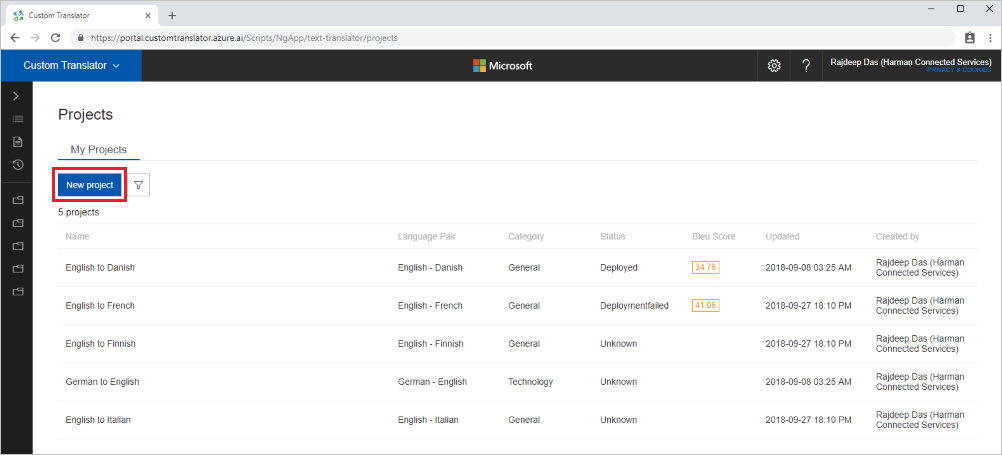 Custom Translator
https://portal.customtranslator.azure.ai/Scripts/NgApp/text-translator/projects
Custom Translator
Microsoft
?
Rajdeep Das (Harman Connected Services)
PRIVACY & COOKIES
Projects
My Projects
New project
5 projects
Name Language Pair Category Status Bleu Score Updated Created by
English to Danish English - Danish General Deployed 34.76 2018-09-08 03:25 AM Rajdeep Das (Harman
Connected Services)
English to French English - French General Deploymentfailed 41.06 2018-09-27 18:10 PM Rajdeep Das (Harman
Connected Services)
English to Finnish English - Finnish General Unknown 2018-09-27 18:10 PM Rajdeep Das (Harman
Connected Services)
German to English German - English Technology Unknown 2018-09-08 03:25 AM Rajdeep Das (Harman
Connected Services)
English to Italian English - Italian General Unknown 2018-09-27 18:10 PM Rajdeep Das (Harman
Connected Services)